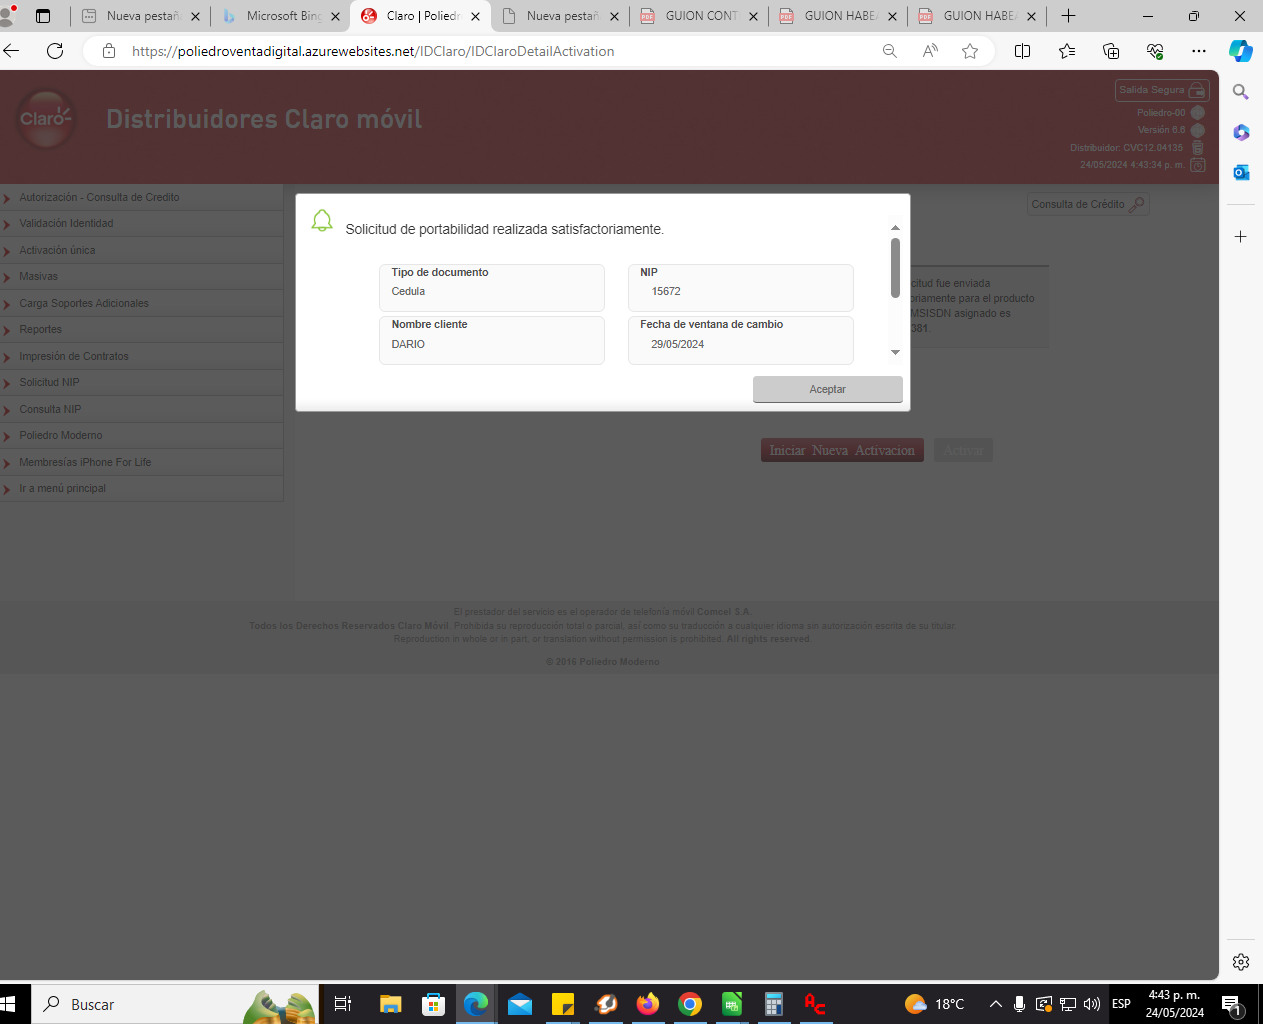 Nueva pestañ
Microsoft Bing
Claro | Poliedr
Nueva pestañ
GUION CONT
GUION HABEA
GUION HABEA
https://poliedroventadigital.azurewebsites.net/IDClaro/IDClaroDetailActivation
Claro
Distribuidores Claro móvil
Salida Segura
Poliedro-00
Versión 6.6
Distribuidor: CVC12.04135
24/05/2024 4:43:34 p. m.
Autorización - Consulta de Credito
Validación Identidad
Activación única
Masivas
Carga Soportes Adicionales
Reportes
Impresión de Contratos
Solicitud NIP
Consulta NIP
Poliedro Moderno
Membresías iPhone For Life
Ir a menú principal
Consulta de Crédito
Solicitud de portabilidad realizada satisfactoriamente.
Tipo de documento
Cedula
NIP
15672
Nombre cliente
DARIO
Fecha de ventana de cambio
29/05/2024
Aceptar
icitud fue enviada
oriamente para el producto
MSISDN asignado es
381.
Iniciar Nueva Activacion
Activar
El prestador del servicio es el operador de telefonía móvil Comcel S.A.
Todos los Derechos Reservados Claro Móvil. Prohibida su reproducción total o parcial, así como su traducción a cualquier idioma sin autorización escrita de su titular.
Reproduction in whole or in part, or translation without permission is prohibited. All rights reserved.
© 2016 Poliedro Moderno
Buscar
18°C
ESP
4:43 p. m.
24/05/2024
1